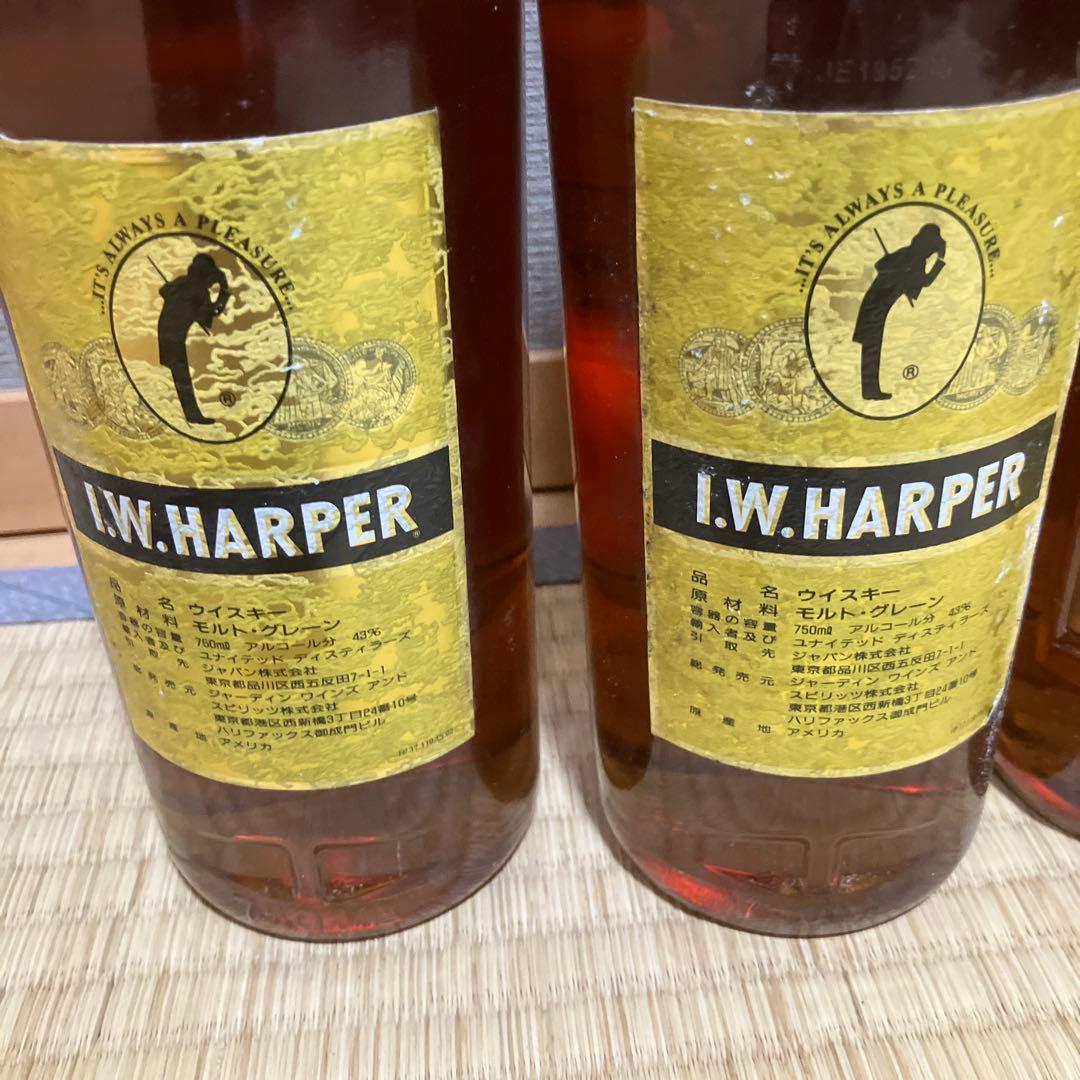 ...IT'S ALWAYS A PLEASURE...
®
I.W.HARPER®
品名 ウイスキー
原材料 モルト・グレーン
容器の容量 750ml アルコール分 43%
輸入者及び 引取先 ユナイテッド ディスティラーズ
ジャパン株式会社
東京都品川区西五反田7-1-1
総発売元 ジャーディン ワインズ アンド
スピリッツ株式会社
東京都港区西新橋3丁目24番10号
ハリファックス御成門ビル
原産地 アメリカ
...IT'S ALWAYS A PLEASURE...
®
I.W.HARPER
品名 ウイスキー
原材料 モルト・グレーン
容器の容量 750ml アルコール分 43%
輸入者及び 引取先 ユナイテッド ディスティラーズ
ジャパン株式会社
東京都品川区西五反田7-1-1
総発売元 ジャーディン ワインズ アンド
スピリッツ株式会社
東京都港区西新橋3丁目24番10号
ハリファックス御成門ビル
原産地 アメリカ